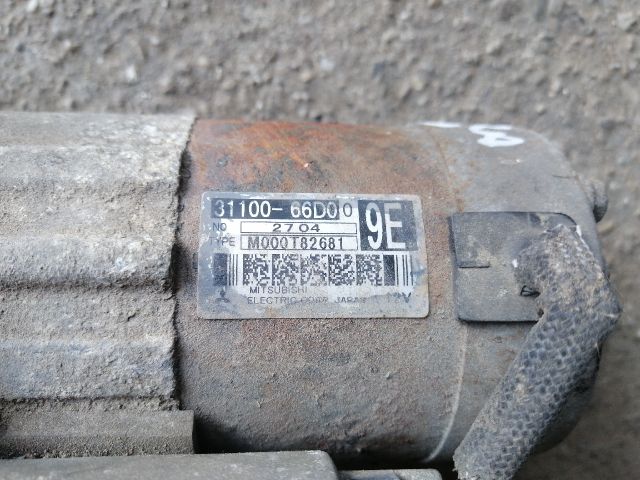 31100-66D00 9E
NO 2704
TYPE M000T82681
MITSUBISHI
ELECTRIC CORP. JAPAN 12V